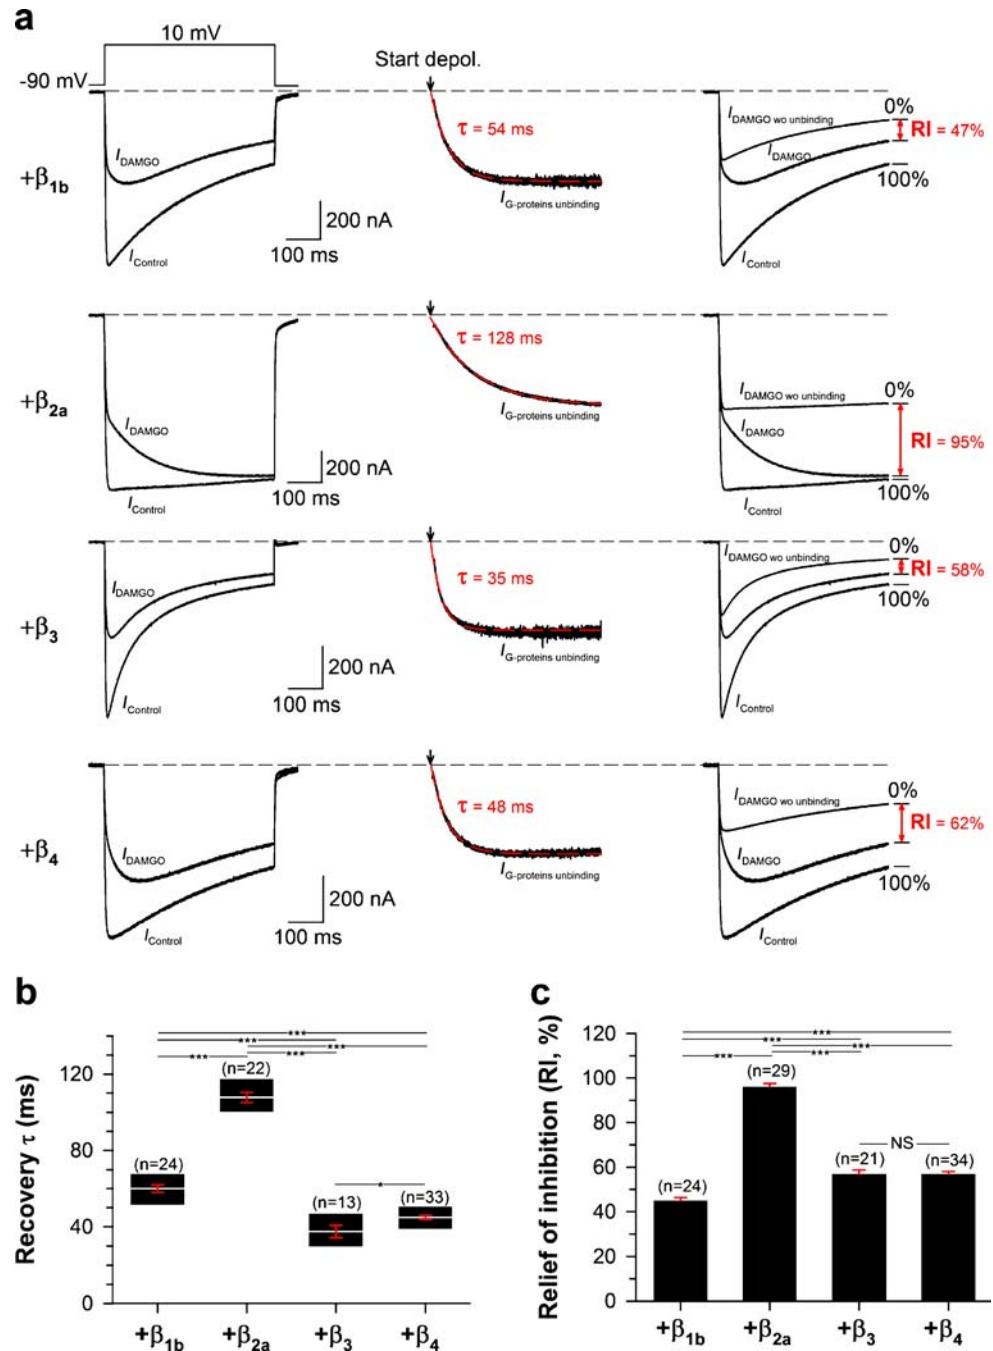 a
10 mV
-90 mV
Start depol.
+β1b
IDAMGO
IControl
200 nA
100 ms
τ = 54 ms
IG-proteins unbinding
IDAMGO wo unbinding
IDAMGO
IControl
0%
RI = 47%
100%
+β2a
IDAMGO
IControl
200 nA
100 ms
τ = 128 ms
IG-proteins unbinding
IDAMGO wo unbinding
IDAMGO
IControl
0%
RI = 95%
100%
+β3
IDAMGO
IControl
200 nA
100 ms
τ = 35 ms
IG-proteins unbinding
IDAMGO wo unbinding
IControl
0%
RI = 58%
100%
+β4
IDAMGO
IControl
200 nA
100 ms
τ = 48 ms
IG-proteins unbinding
IDAMGO wo unbinding
IDAMGO
IControl
0%
RI = 62%
100%
b
Recovery τ (ms)
120
80
40
0
***
***
***
***
***
*
(n=24)
(n=22)
(n=13)
(n=33)
+β1b
+β2a
+β3
+β4
c
Relief of inhibition (RI, %)
120
100
80
60
40
20
0
***
***
***
***
***
NS
(n=24)
(n=29)
(n=21)
(n=34)
+β1b
+β2a
+β3
+β4